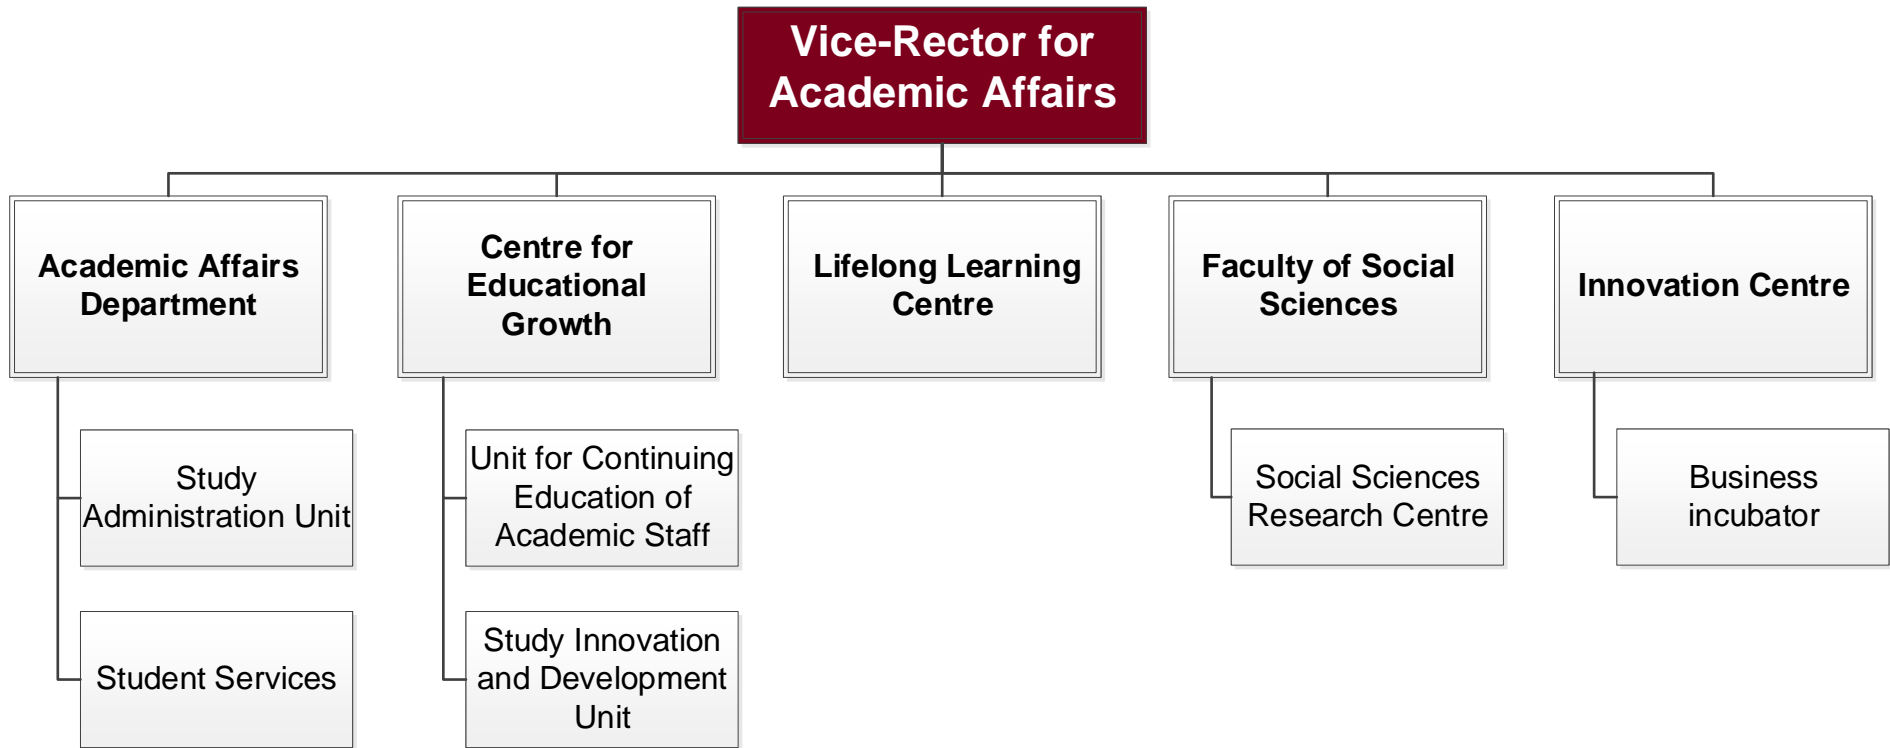 Vice-Rector for
Academic Affairs
Academic Affairs
Department
Centre for
Educational
Growth
Lifelong Learning
Centre
Faculty of Social
Sciences
Innovation Centre
Study
Administration Unit
Unit for Continuing
Education of
Academic Staff
Social Sciences
Research Centre
Business
incubator
Student Services
Study Innovation
and Development
Unit